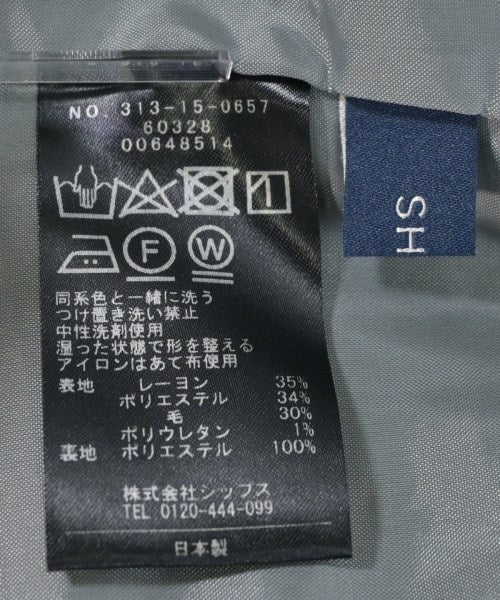 NO. 313-15-0657
60328
00648514
F
W
同系色と一緒に洗う
つけ置き洗い禁止
中性洗剤使用
湿った状態で形を整える
アイロンはあて布使用
表地 レーヨン 35%
ポリエステル 34%
毛 30%
ポリウレタン 1%
裏地 ポリエステル 100%
株式会社シップス
TEL 0120-444-099
日本製
SH